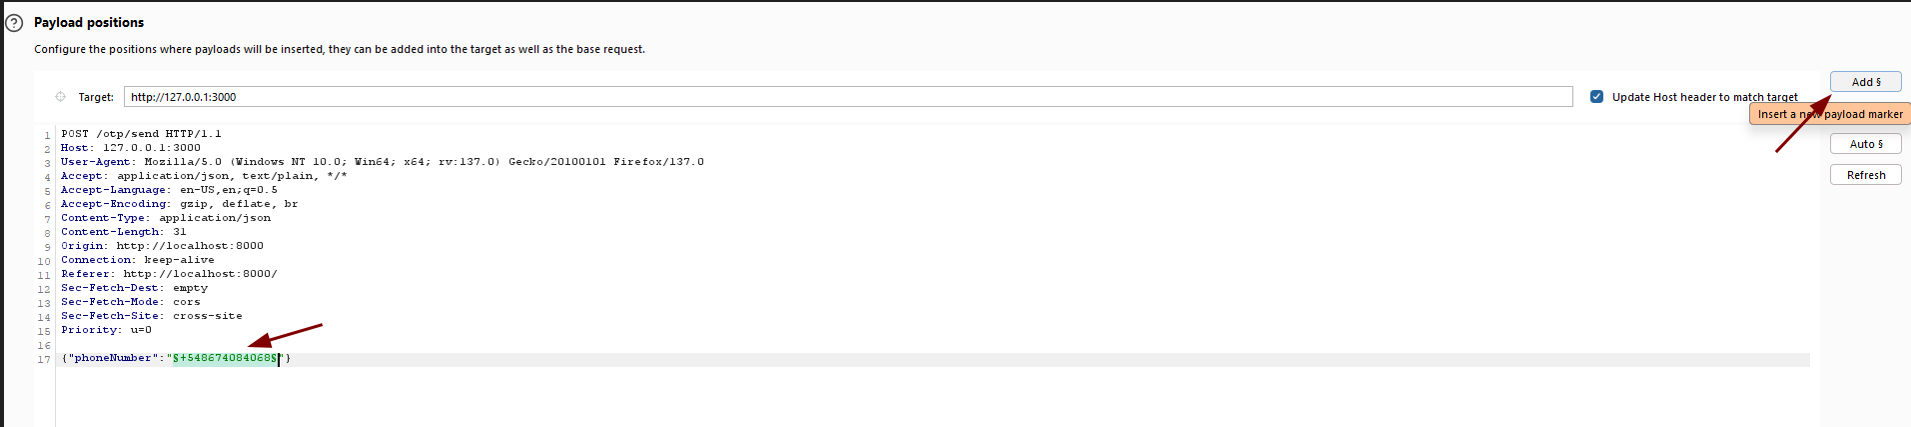 Payload positions
Configure the positions where payloads will be inserted, they can be added into the target as well as the base request.
Target: http://127.0.0.1:3000
Update Host header to match target
Add §
Insert a new payload marker
Auto §
Refresh
1 POST /otp/send HTTP/1.1
2 Host: 127.0.0.1:3000
3 User-Agent: Mozilla/5.0 (Windows NT 10.0; Win64; x64; rv:137.0) Gecko/20100101 Firefox/137.0
4 Accept: application/json, text/plain, */*
5 Accept-Language: en-US,en;q=0.5
6 Accept-Encoding: gzip, deflate, br
7 Content-Type: application/json
8 Content-Length: 31
9 Origin: http://localhost:8000
10 Connection: keep-alive
11 Referer: http://localhost:8000/
12 Sec-Fetch-Dest: empty
13 Sec-Fetch-Mode: cors
14 Sec-Fetch-Site: cross-site
15 Priority: u=0
16
17 {"phoneNumber":"§+548674084068§"}